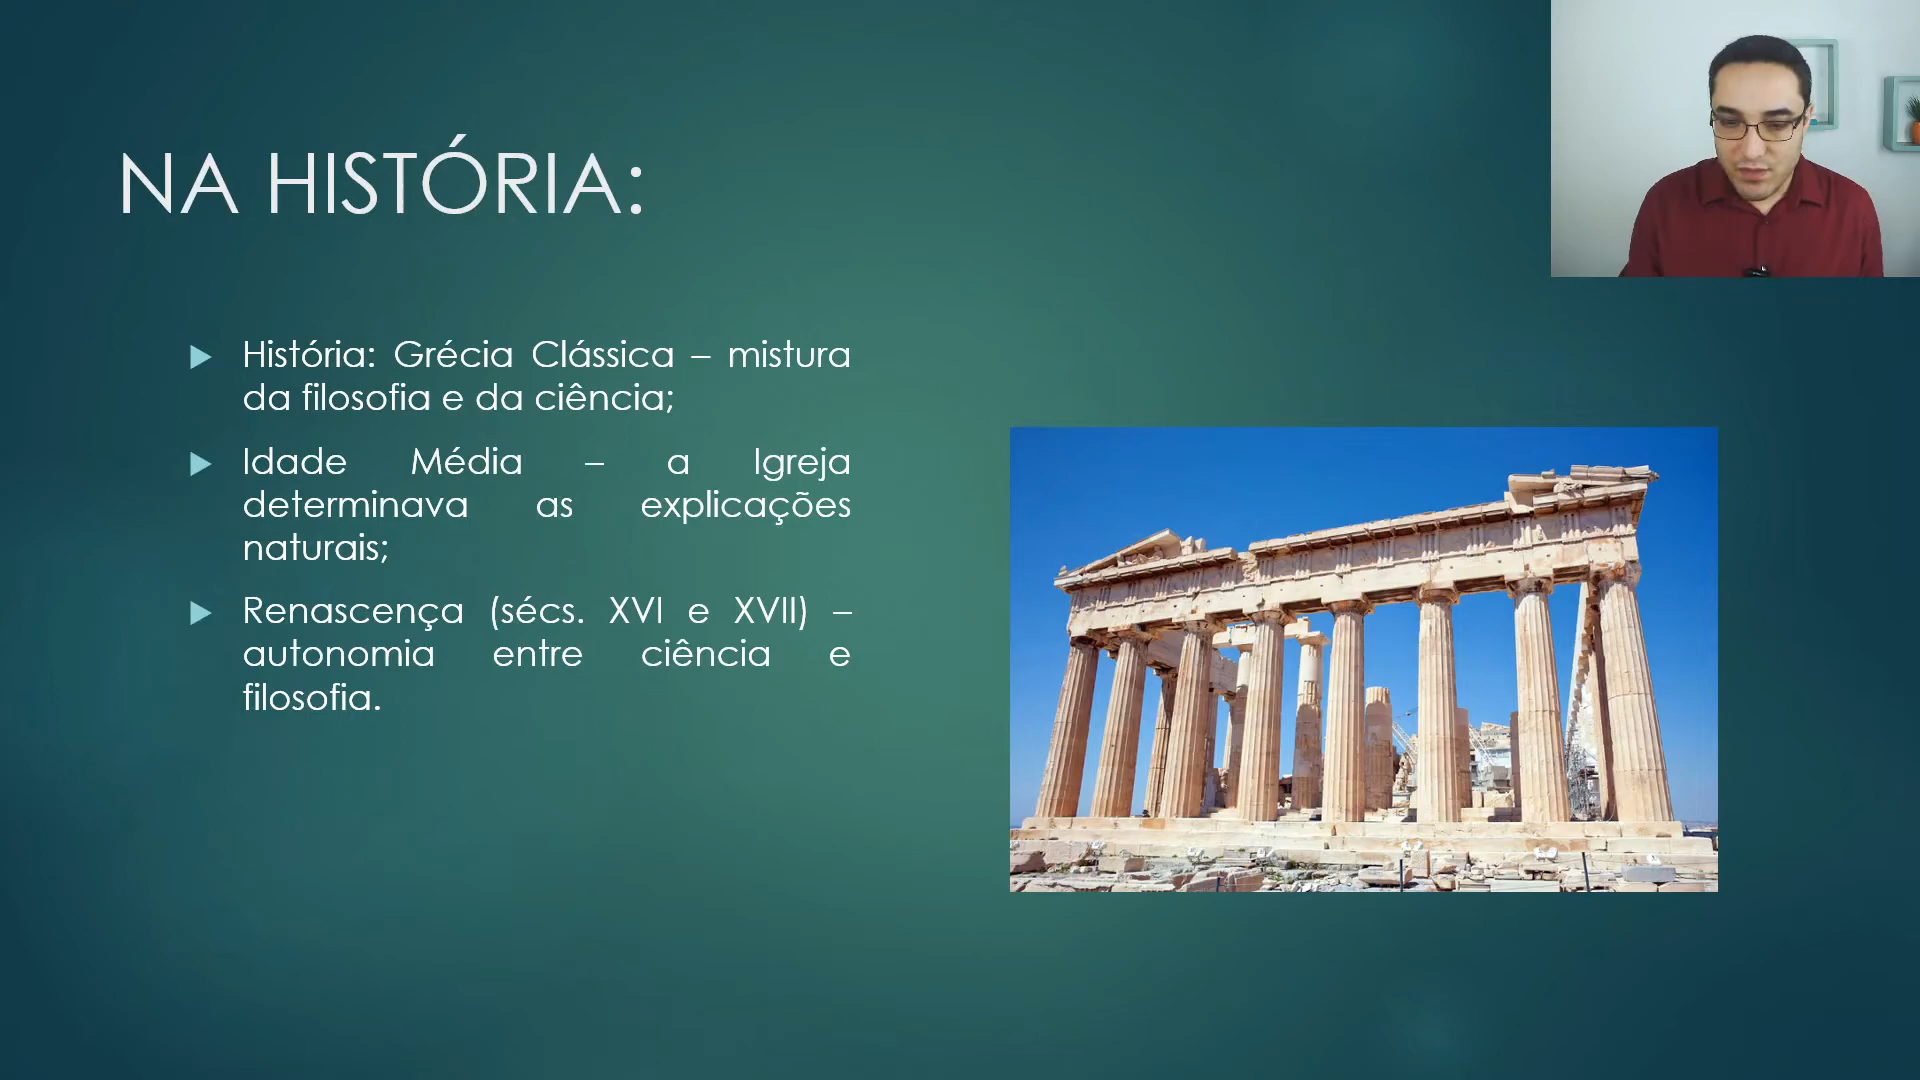 NA HISTÓRIA:
História: Grécia Clássica – mistura
da filosofia e da ciência;
Idade Média – a Igreja
determinava as explicações
naturais;
Renascença (sécs. XVI e XVII) –
autonomia entre ciência e
filosofia.